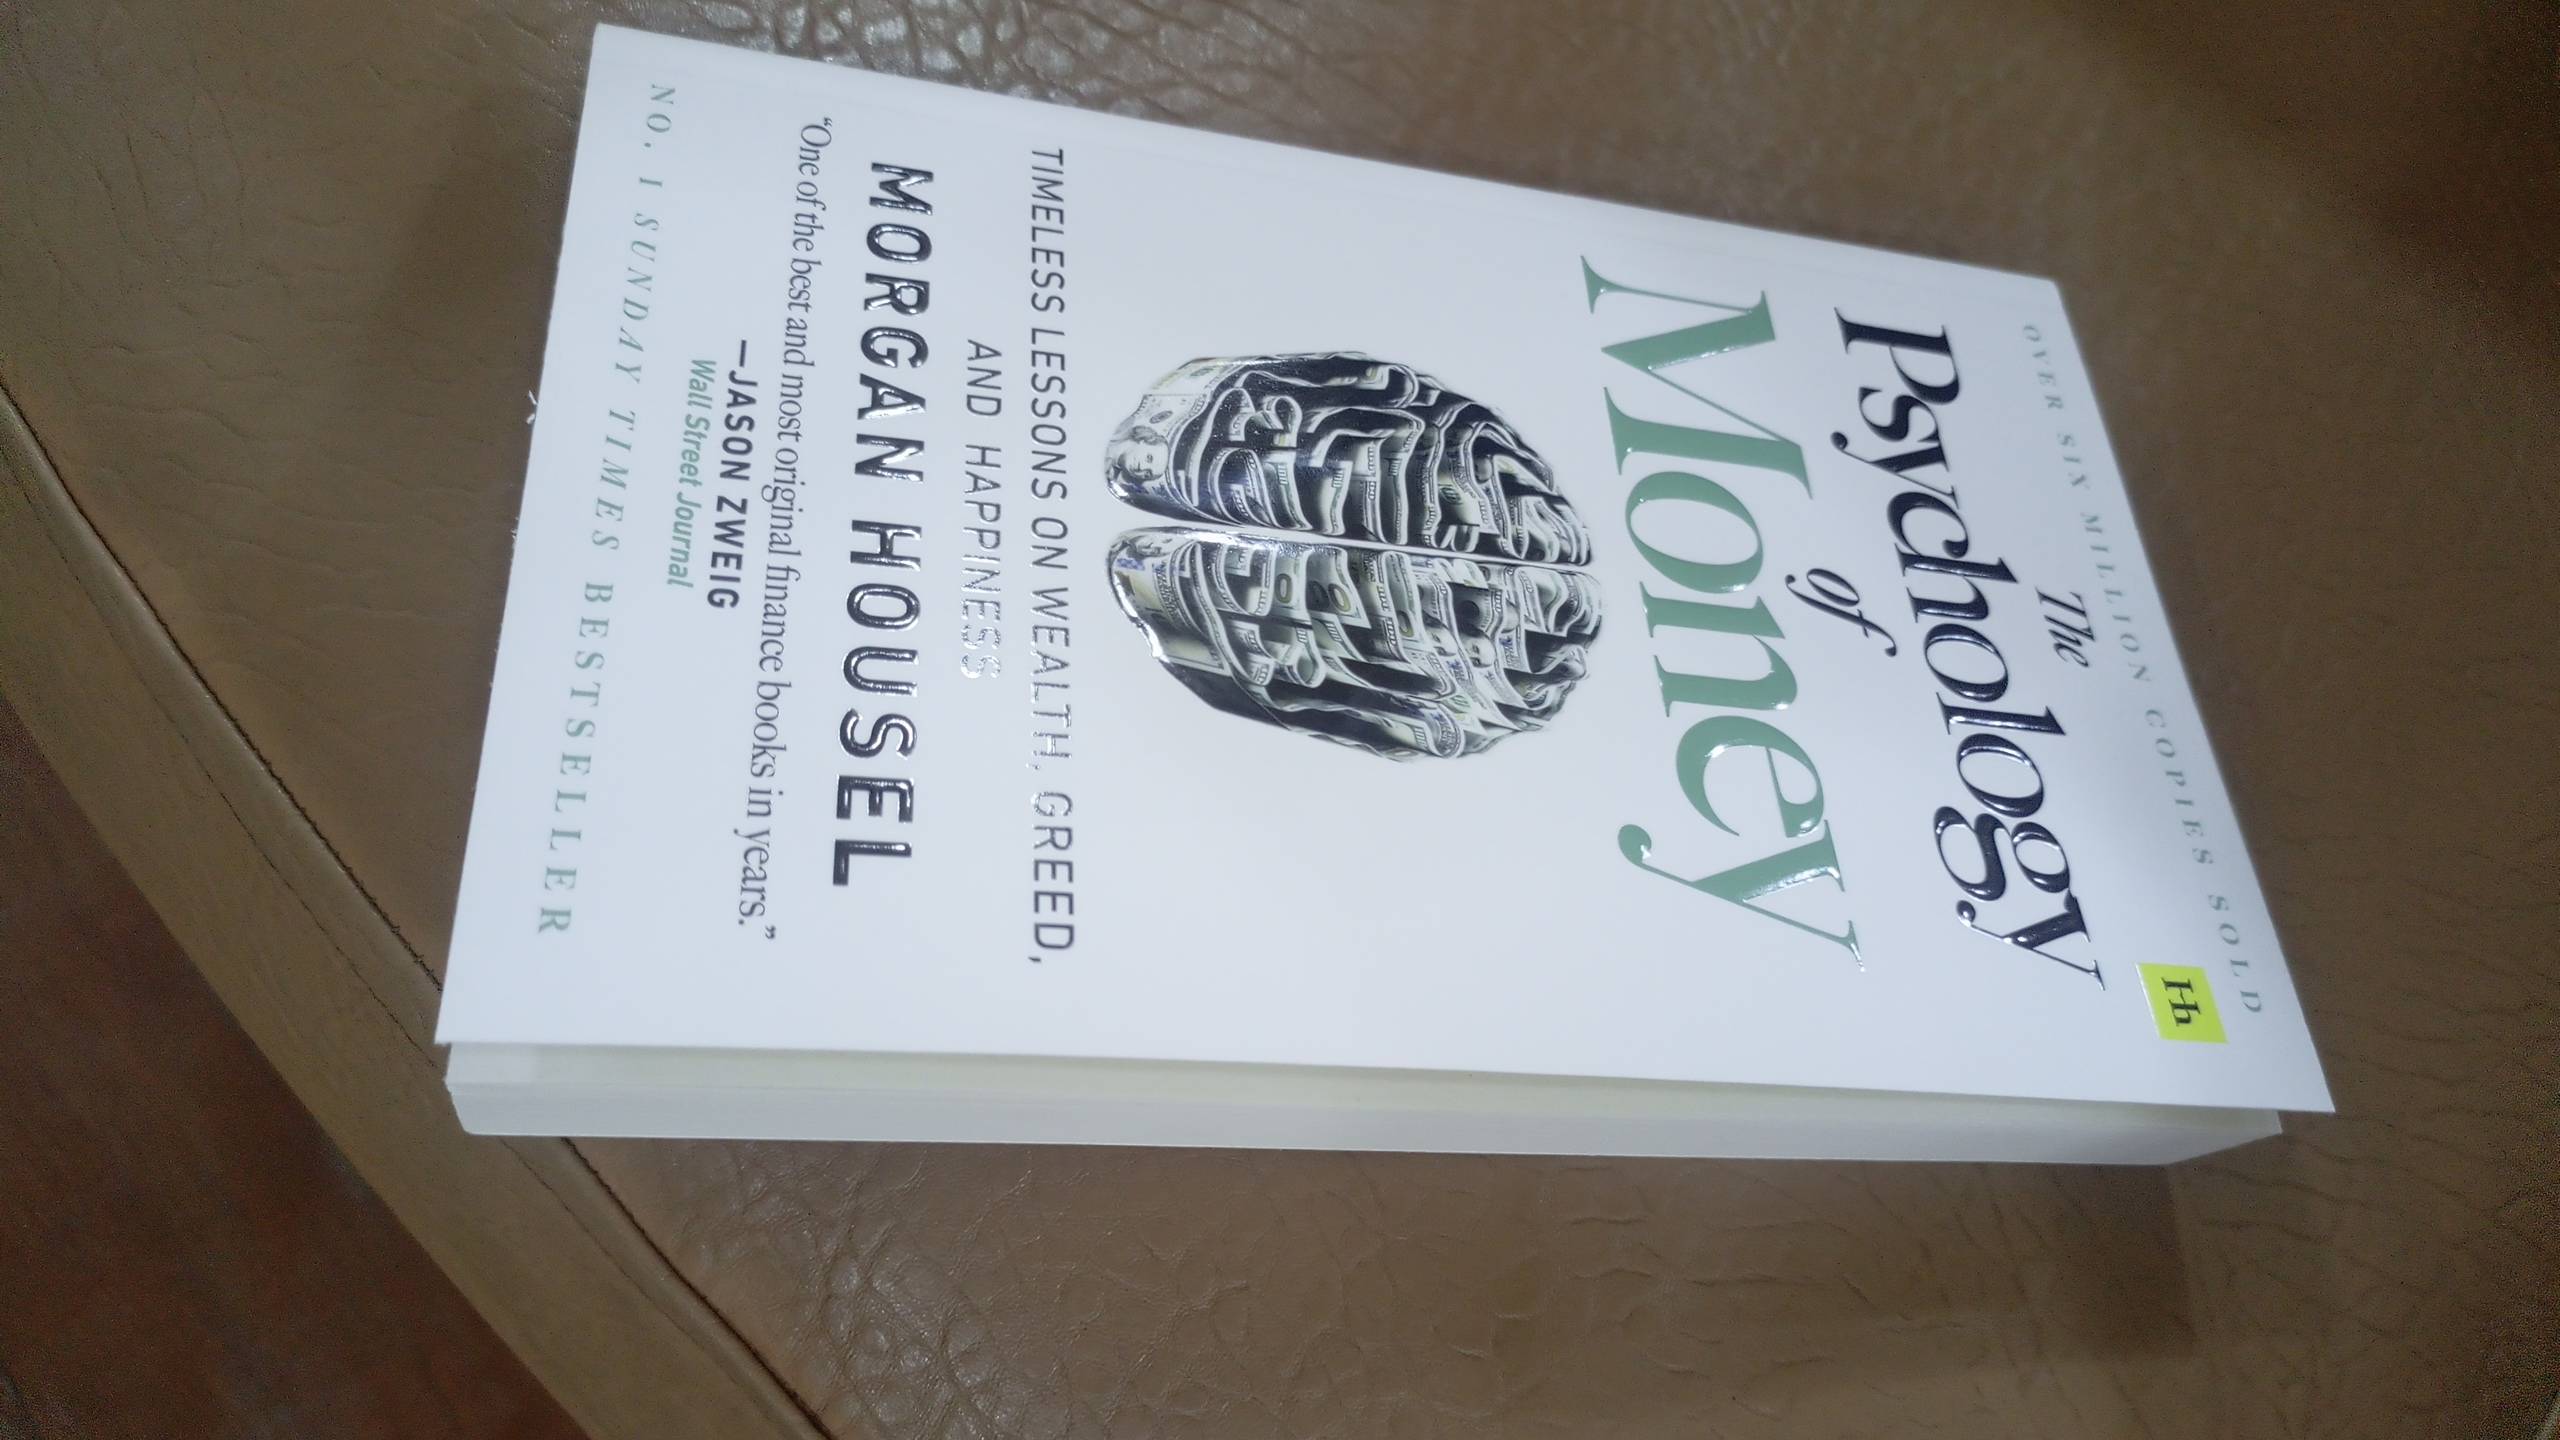 OVER SIX MILLION COPIES SOLD
Hh
The
Psychology
of
Money
TIMELESS LESSONS ON WEALTH, GREED,
AND HAPPINESS
MORGAN HOUSEL
“One of the best and most original finance books in years.”
—JASON ZWEIG
Wall Street Journal
NO. 1 SUNDAY TIMES BESTSELLER